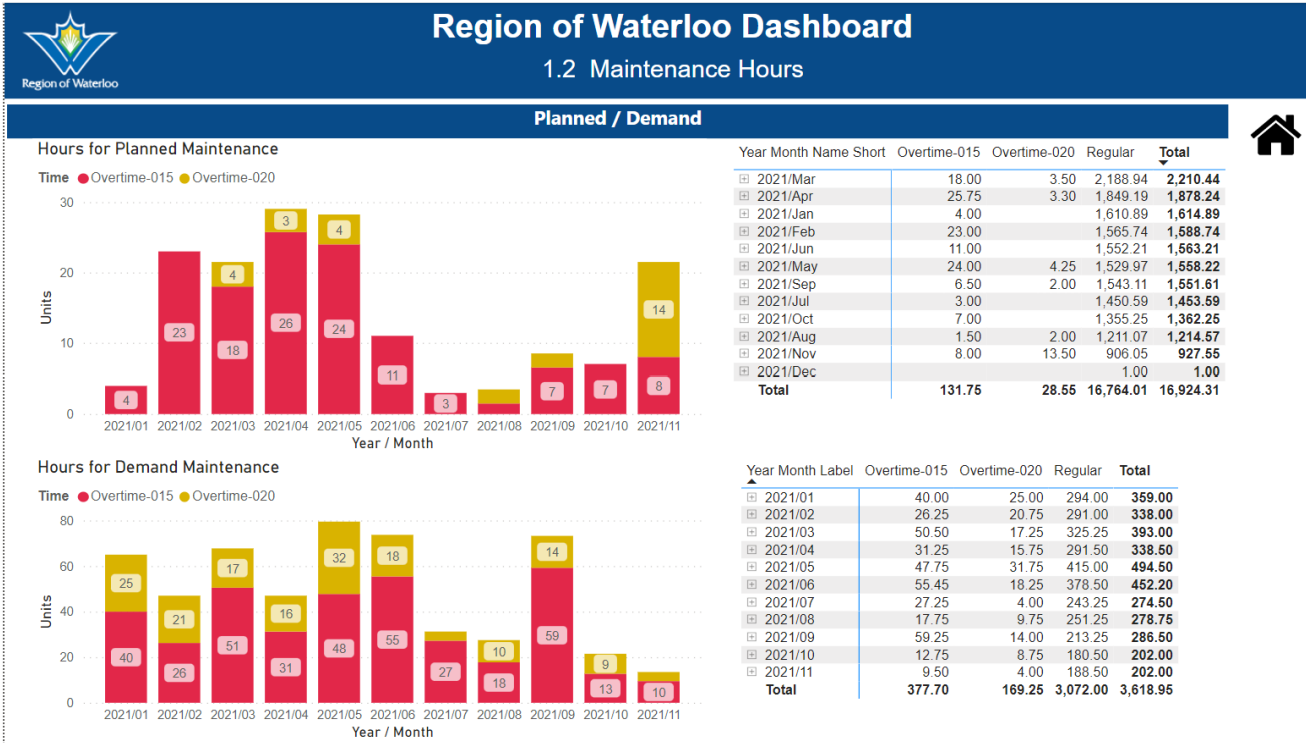 Region of Waterloo Dashboard
1.2 Maintenance Hours
Region of Waterloo
Planned / Demand
Hours for Planned Maintenance
Time Overtime-015 Overtime-020
30
20
10
0
Units
3
4
4
14
23
18
26
24
11
4
3
7
7
8
2021/01 2021/02 2021/03 2021/04 2021/05 2021/06 2021/07 2021/08 2021/09 2021/10 2021/11
Year / Month
Year Month Name Short Overtime-015 Overtime-020 Regular Total
2021/Mar 18.00 3.50 2,188.94 2,210.44
2021/Apr 25.75 3.30 1,849.19 1,878.24
2021/Jan 4.00 1,610.89 1,614.89
2021/Feb 23.00 1,565.74 1,588.74
2021/Jun 11.00 1,552.21 1,563.21
2021/May 24.00 4.25 1,529.97 1,558.22
2021/Sep 6.50 2.00 1,543.11 1,551.61
2021/Jul 3.00 1,450.59 1,453.59
2021/Oct 7.00 1,355.25 1,362.25
2021/Aug 1.50 2.00 1,211.07 1,214.57
2021/Nov 8.00 13.50 906.05 927.55
2021/Dec 1.00 1.00
Total 131.75 28.55 16,764.01 16,924.31
Hours for Demand Maintenance
Time Overtime-015 Overtime-020
80
60
40
20
0
Units
25
21
17
16
32
18
14
10
9
40
26
51
31
48
55
27
18
59
13
10
2021/01 2021/02 2021/03 2021/04 2021/05 2021/06 2021/07 2021/08 2021/09 2021/10 2021/11
Year / Month
Year Month Label Overtime-015 Overtime-020 Regular Total
2021/01 40.00 25.00 294.00 359.00
2021/02 26.25 20.75 291.00 338.00
2021/03 50.50 17.25 325.25 393.00
2021/04 31.25 15.75 291.50 338.50
2021/05 47.75 31.75 415.00 494.50
2021/06 55.45 18.25 378.50 452.20
2021/07 27.25 4.00 243.25 274.50
2021/08 17.75 9.75 251.25 278.75
2021/09 59.25 14.00 213.25 286.50
2021/10 12.75 8.75 180.50 202.00
2021/11 9.50 4.00 188.50 202.00
Total 377.70 169.25 3,072.00 3,618.95